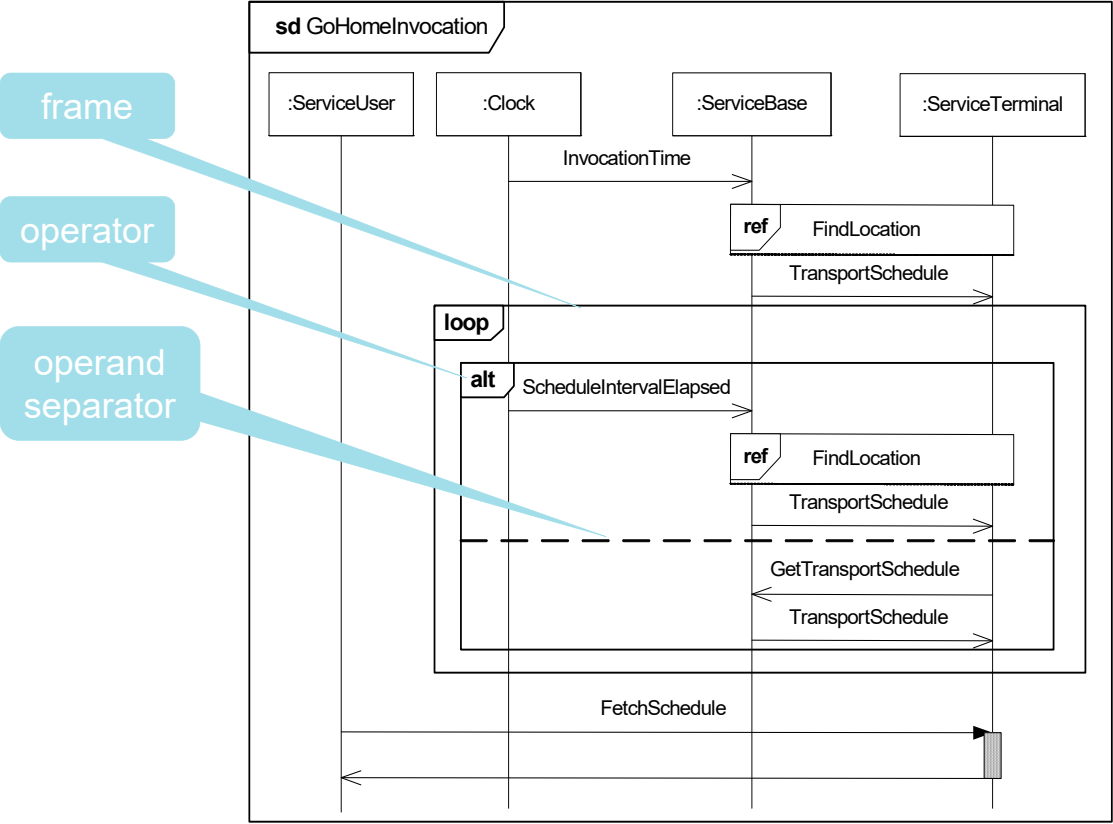 sd GoHomeInvocation
:ServiceUser
:Clock
:ServiceBase
:ServiceTerminal
frame
InvocationTime
operator
ref FindLocation
TransportSchedule
loop
operand
separator
alt
ScheduleIntervalElapsed
ref FindLocation
TransportSchedule
GetTransportSchedule
TransportSchedule
FetchSchedule